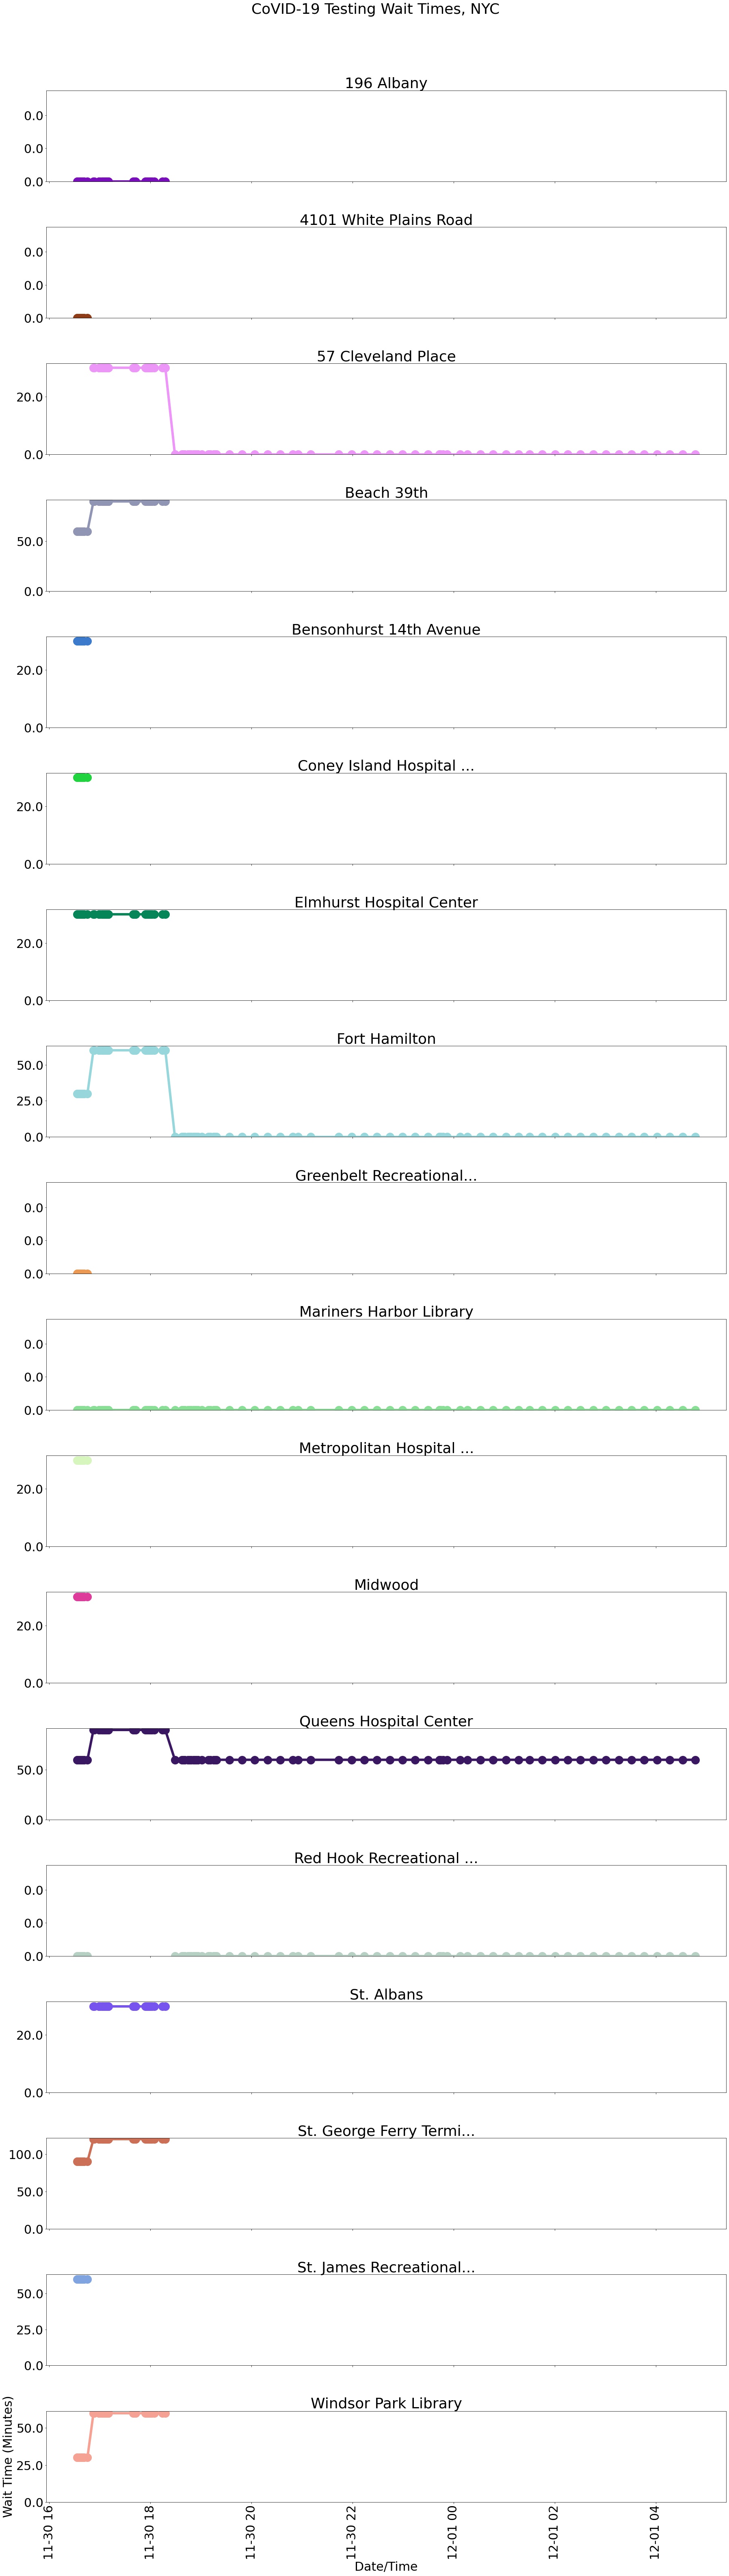 CoVID-19 Testing Wait Times, NYC
196 Albany
0.0
0.0
0.0
4101 White Plains Road
0.0
0.0
0.0
57 Cleveland Place
20.0
0.0
Beach 39th
50.0
0.0
Bensonhurst 14th Avenue
20.0
0.0
Coney Island Hospital ...
20.0
0.0
Elmhurst Hospital Center
20.0
0.0
Fort Hamilton
50.0
25.0
0.0
Greenbelt Recreational...
0.0
0.0
0.0
Mariners Harbor Library
0.0
0.0
0.0
Metropolitan Hospital ...
20.0
0.0
Midwood
20.0
0.0
Queens Hospital Center
50.0
0.0
Red Hook Recreational ...
0.0
0.0
0.0
St. Albans
20.0
0.0
St. George Ferry Termi...
100.0
50.0
0.0
St. James Recreational...
50.0
25.0
0.0
Windsor Park Library
Wait Time (Minutes)
50.0
25.0
0.0
11-30 16
11-30 18
11-30 20
11-30 22
12-01 00
12-01 02
12-01 04
Date/Time